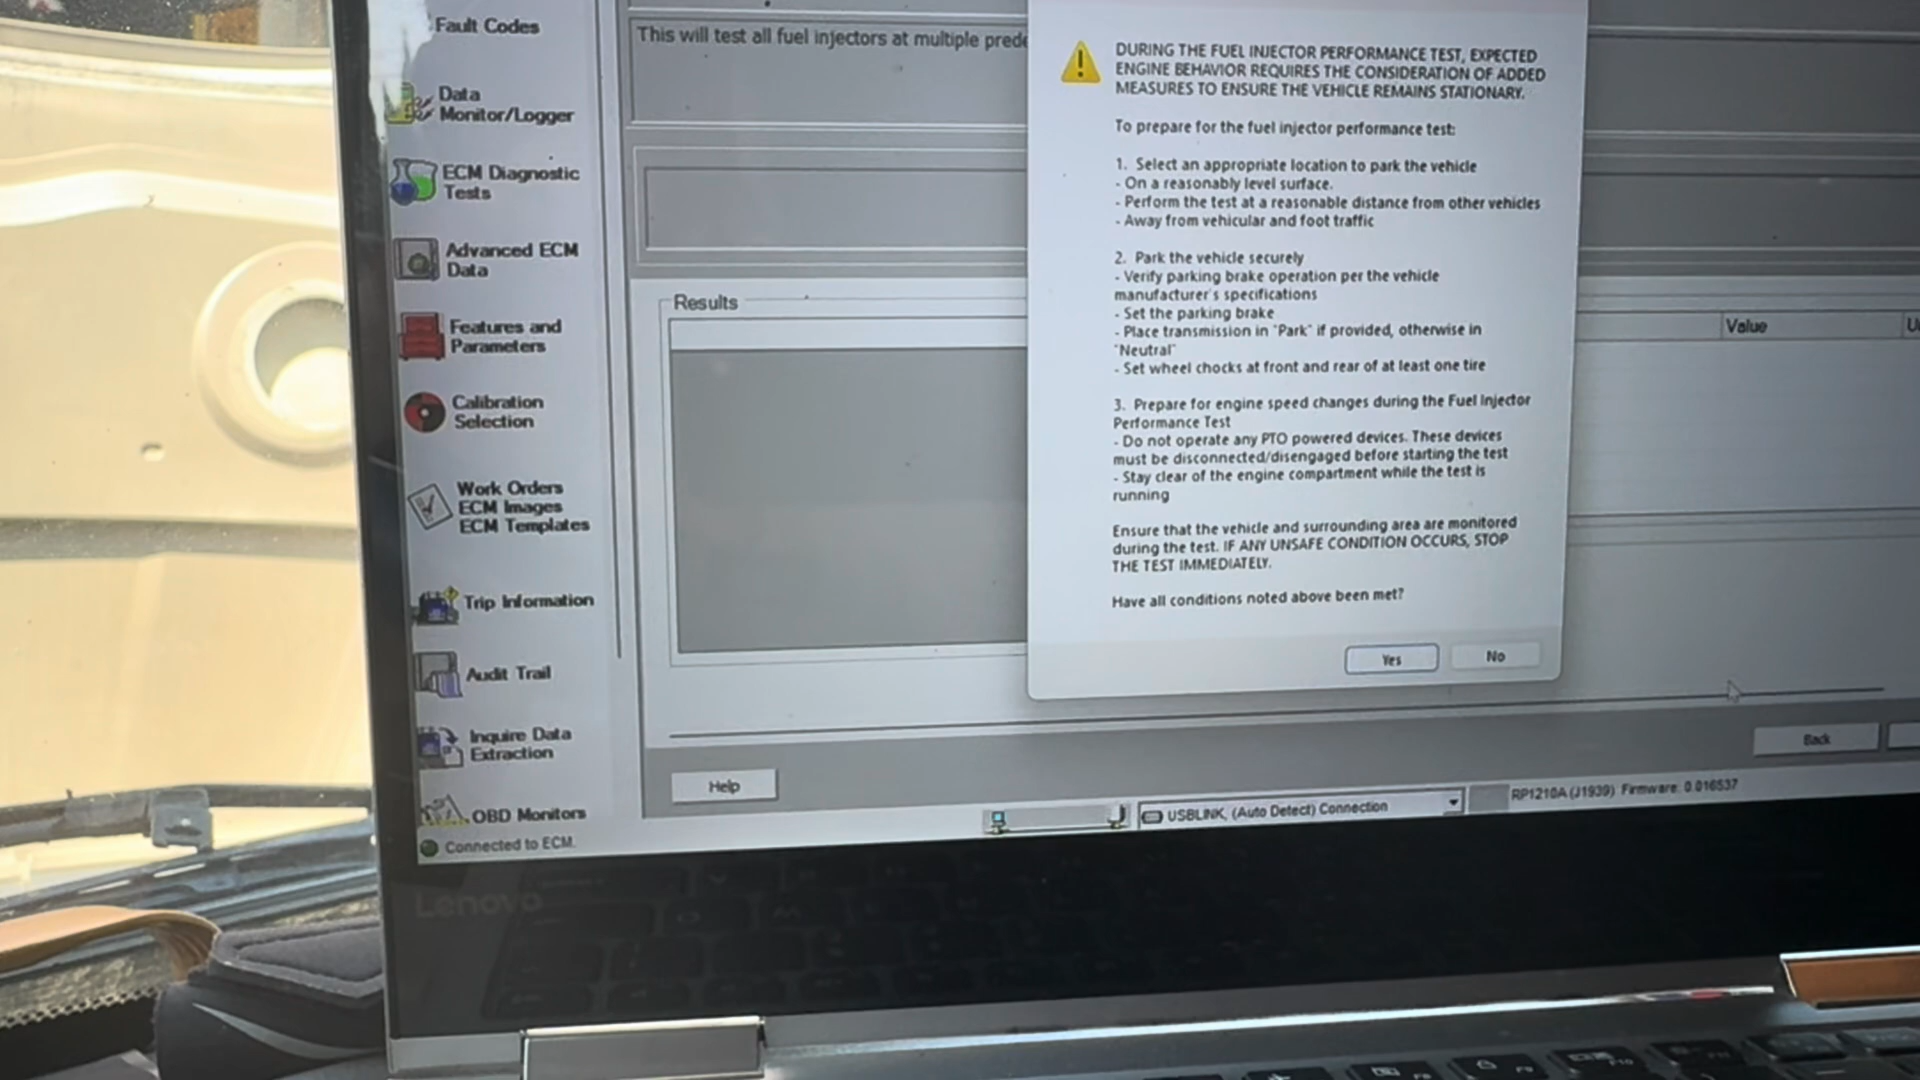 Fault Codes
Data
Monitor/Logger
ECM Diagnostic
Tests
Advanced ECM
Data
Features and
Parameters
Calibration
Selection
Work Orders
ECM Images
ECM Templates
Trip Information
Audit Trail
Inquire Data
Extraction
OBD Monitors
Connected to ECM.
This will test all fuel injectors at multiple
Results
DURING THE FUEL INJECTOR PERFORMANCE TEST, EXPECTED
ENGINE BEHAVIOR REQUIRES THE CONSIDERATION OF ADDED
MEASURES TO ENSURE THE VEHICLE REMAINS STATIONARY.
To prepare for the fuel injector performance test:
1. Select an appropriate location to park the vehicle
- On a reasonably level surface.
- Perform the test at a reasonable distance from other vehicles
- Away from vehicular and foot traffic
2. Park the vehicle securely
- Verify parking brake operation per the vehicle
manufacturer's specifications
- Set the parking brake
- Place transmission in "Park" if provided, otherwise in
"Neutral"
- Set wheel chocks at front and rear of at least one tire
3. Prepare for engine speed changes during the Fuel Injector
Performance Test
- Do not operate any PTO powered devices. These devices
must be disconnected/disengaged before starting the test
- Stay clear of the engine compartment while the test is
running
Ensure that the vehicle and surrounding area are monitored
during the test. IF ANY UNSAFE CONDITION OCCURS, STOP
THE TEST IMMEDIATELY.
Have all conditions noted above been met?
Yes
No
Value
Back
Help
USBLINK, (Auto Detect) Connection
RP1210A (J1939) Firmware: 0.016537
Lenovo